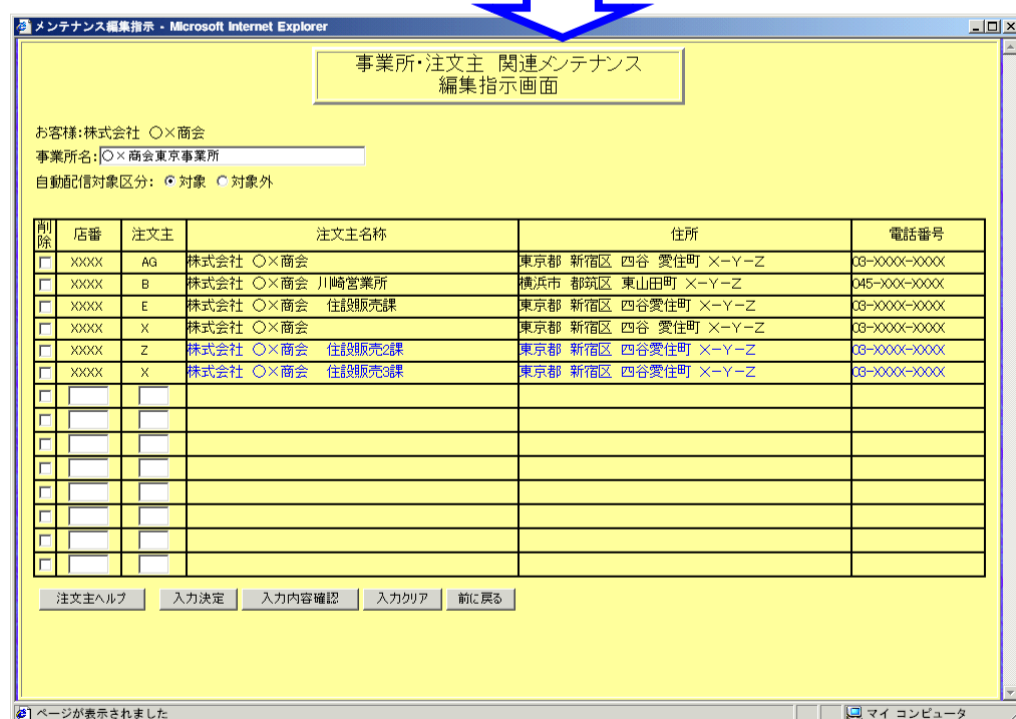 メンテナンス編集指示 - Microsoft Internet Explorer
事業所・注文主 関連メンテナンス
編集指示画面
お客様:株式会社 ○×商会
事業所名: ○×商会東京事業所
自動配信対象区分: 対象 対象外
削除 店番 注文主 注文主名称 住所 電話番号
XXXX AG 株式会社 ○×商会 東京都 新宿区 四谷 愛住町 X-Y-Z 03-XXXX-XXXX
XXXX B 株式会社 ○×商会 川崎営業所 横浜市 都筑区 東山田町 X-Y-Z 045-XXX-XXXX
XXXX E 株式会社 ○×商会 住設販売課 東京都 新宿区 四谷愛住町 X-Y-Z 03-XXXX-XXXX
XXXX X 株式会社 ○×商会 東京都 新宿区 四谷 愛住町 X-Y-Z 03-XXXX-XXXX
XXXX Z 株式会社 ○×商会 住設販売2課 東京都 新宿区 四谷愛住町 X-Y-Z 03-XXXX-XXXX
XXXX X 株式会社 ○×商会 住設販売3課 東京都 新宿区 四谷愛住町 X-Y-Z 03-XXXX-XXXX
注文主ヘルプ 入力決定 入力内容確認 入力クリア 前に戻る
ページが表示されました マイ コンピュータ